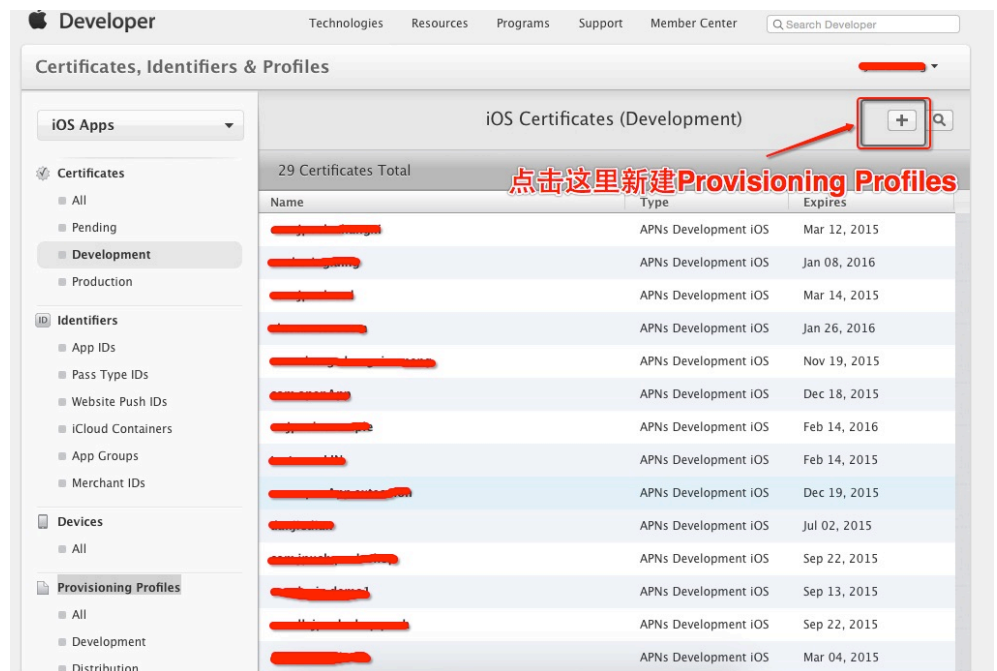 Developer
Technologies Resources Programs Support Member Center Search Developer
Certificates, Identifiers & Profiles
iOS Apps
iOS Certificates (Development)
29 Certificates Total
点击这里新建Provisioning Profiles
Name Type Expires
Certificates
All
Pending
Development
Production
Identifiers
ID
App IDs
Pass Type IDs
Website Push IDs
iCloud Containers
App Groups
Merchant IDs
Devices
All
Provisioning Profiles
All
Development
Distribution
APNs Development iOS Mar 12, 2015
APNs Development iOS Jan 08, 2016
APNs Development iOS Mar 14, 2015
APNs Development iOS Jan 26, 2016
APNs Development iOS Nov 19, 2015
APNs Development iOS Dec 18, 2015
APNs Development iOS Feb 14, 2016
APNs Development iOS Feb 14, 2015
APNs Development iOS Dec 19, 2015
APNs Development iOS Jul 02, 2015
APNs Development iOS Sep 22, 2015
APNs Development iOS Sep 13, 2015
APNs Development iOS Sep 22, 2015
APNs Development iOS Mar 04, 2015